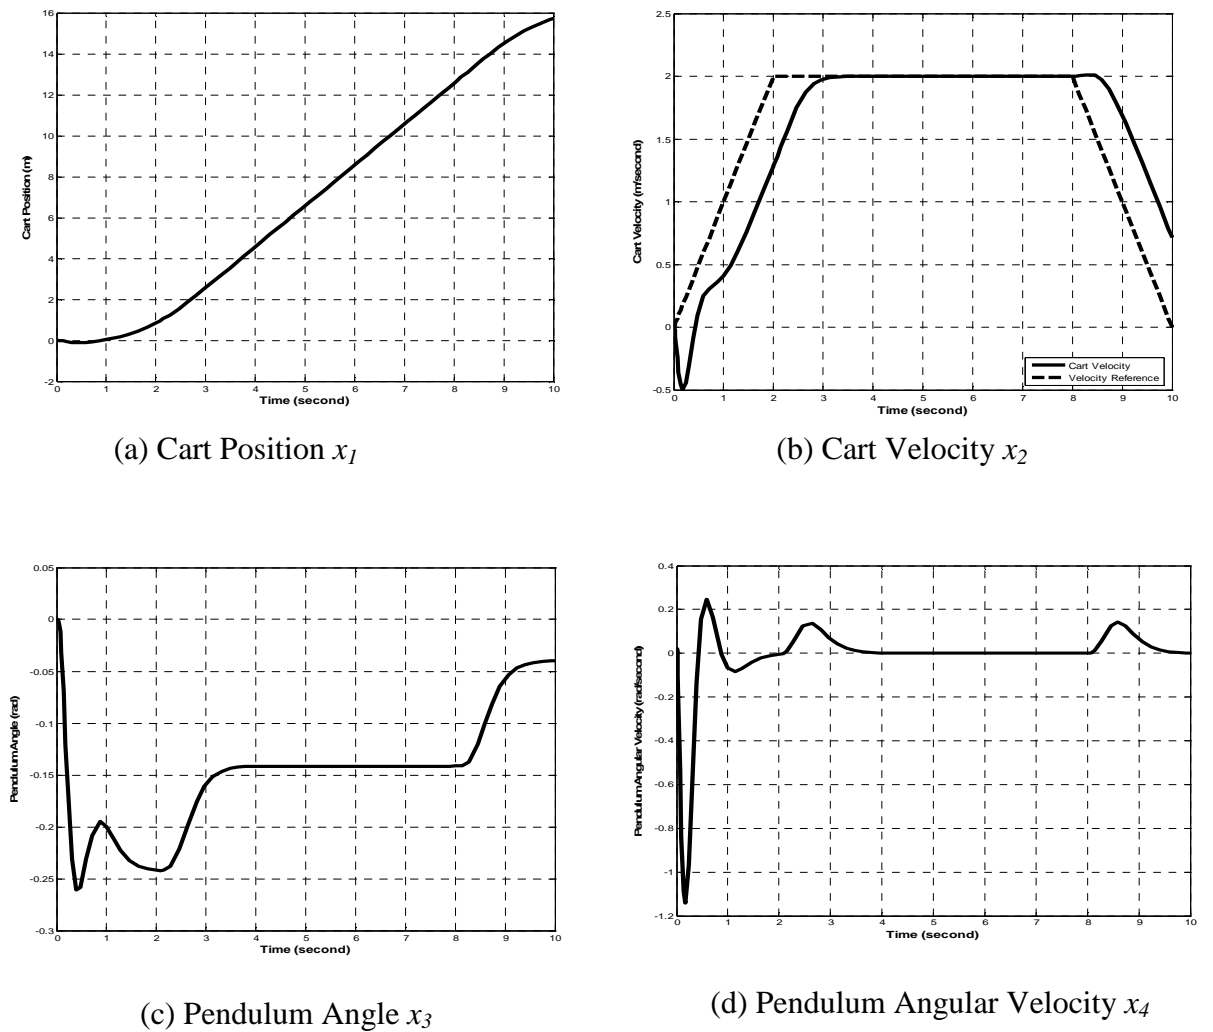 16
14
12
10
8
6
4
2
0
-2
Cart Position (m)
0 1 2 3 4 5 6 7 8 9 10
Time (second)
(a) Cart Position x1
2.5
2
1.5
1
0.5
0
-0.5
Cart Velocity (m/second)
Cart Velocity
Velocity Reference
0 1 2 3 4 5 6 7 8 9 10
Time (second)
(b) Cart Velocity x2
0.05
0
-0.05
-0.1
-0.15
-0.2
-0.25
-0.3
Pendulum Angle (rad)
0 1 2 3 4 5 6 7 8 9 10
Time (second)
(c) Pendulum Angle x3
0.4
0.2
0
-0.2
-0.4
-0.6
-0.8
-1
-1.2
Pendulum Angular Velocity (rad/second)
0 1 2 3 4 5 6 7 8 9 10
Time (second)
(d) Pendulum Angular Velocity x4